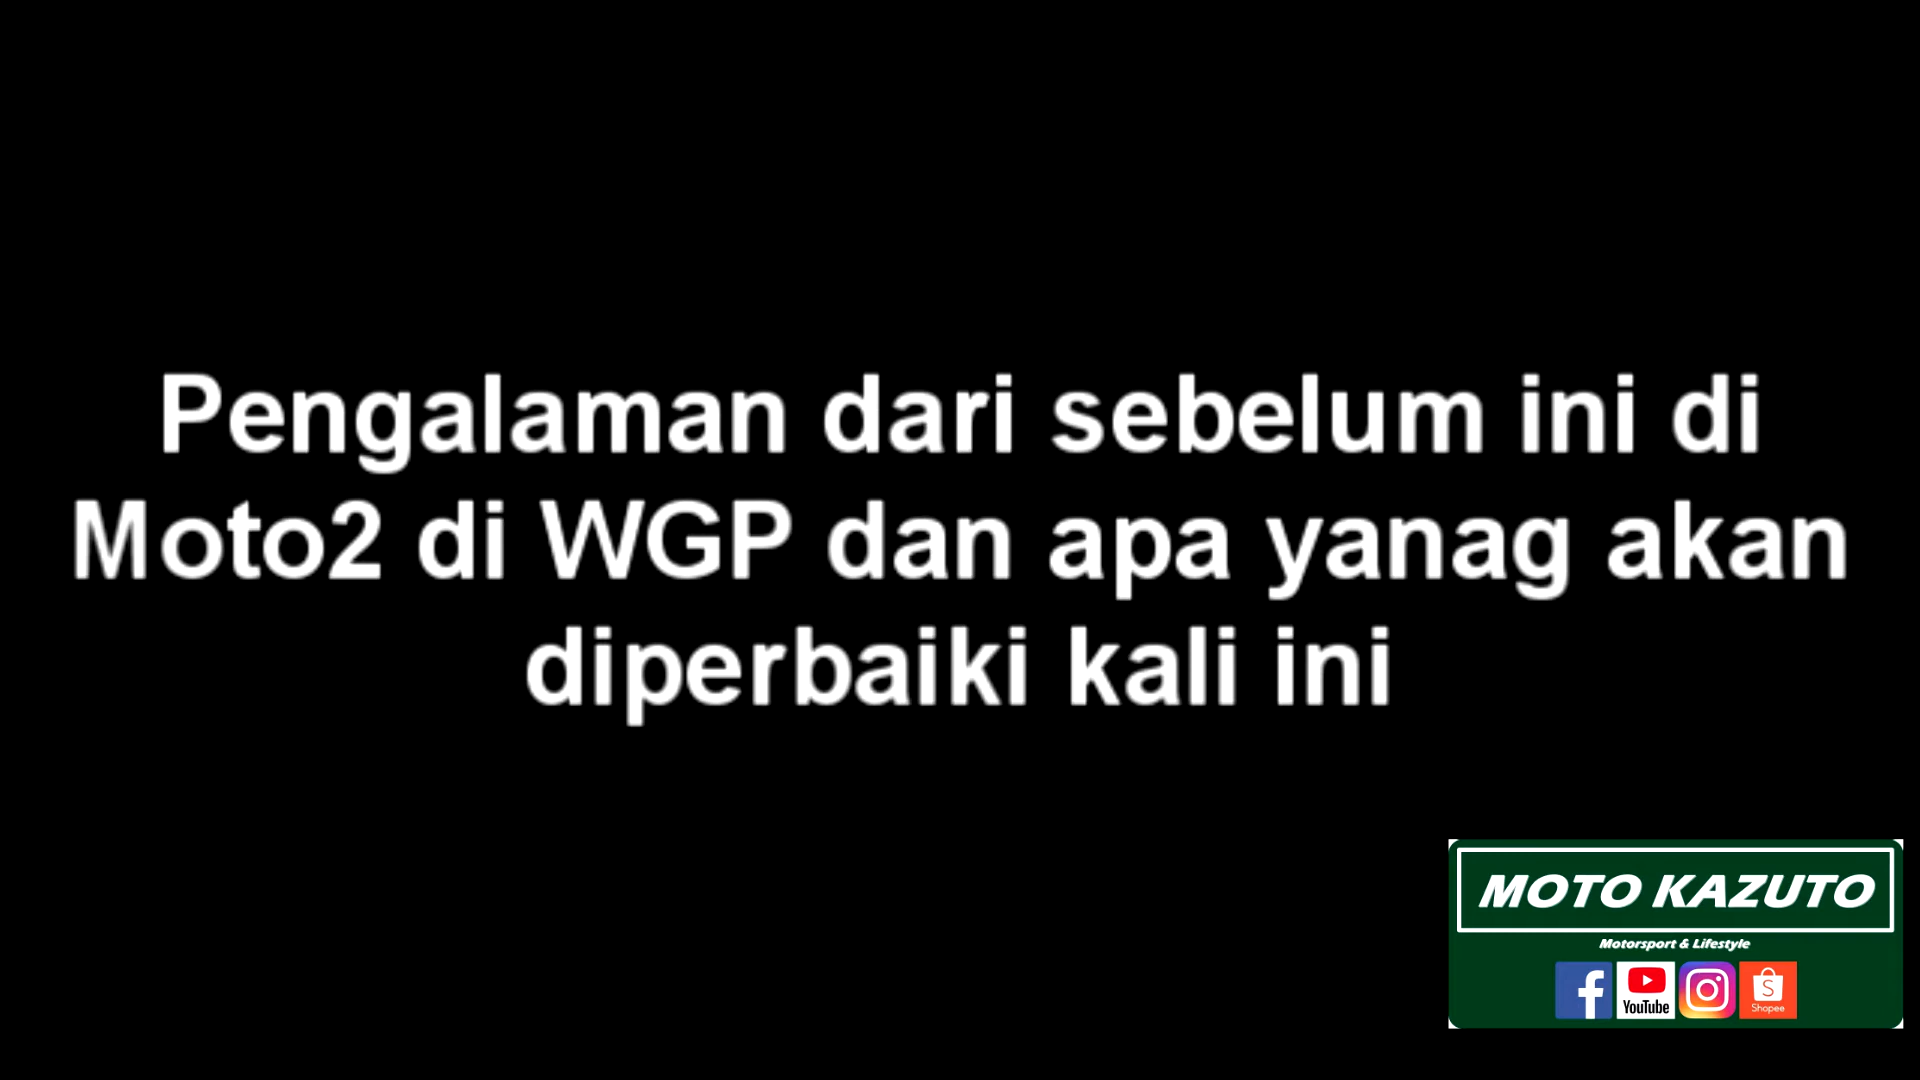 Pengalaman dari sebelum ini di
Moto2 di WGP dan apa yanag akan
diperbaiki kali ini
MOTO KAZUTO
Motorsport & Lifestyle
YouTube
Shopee